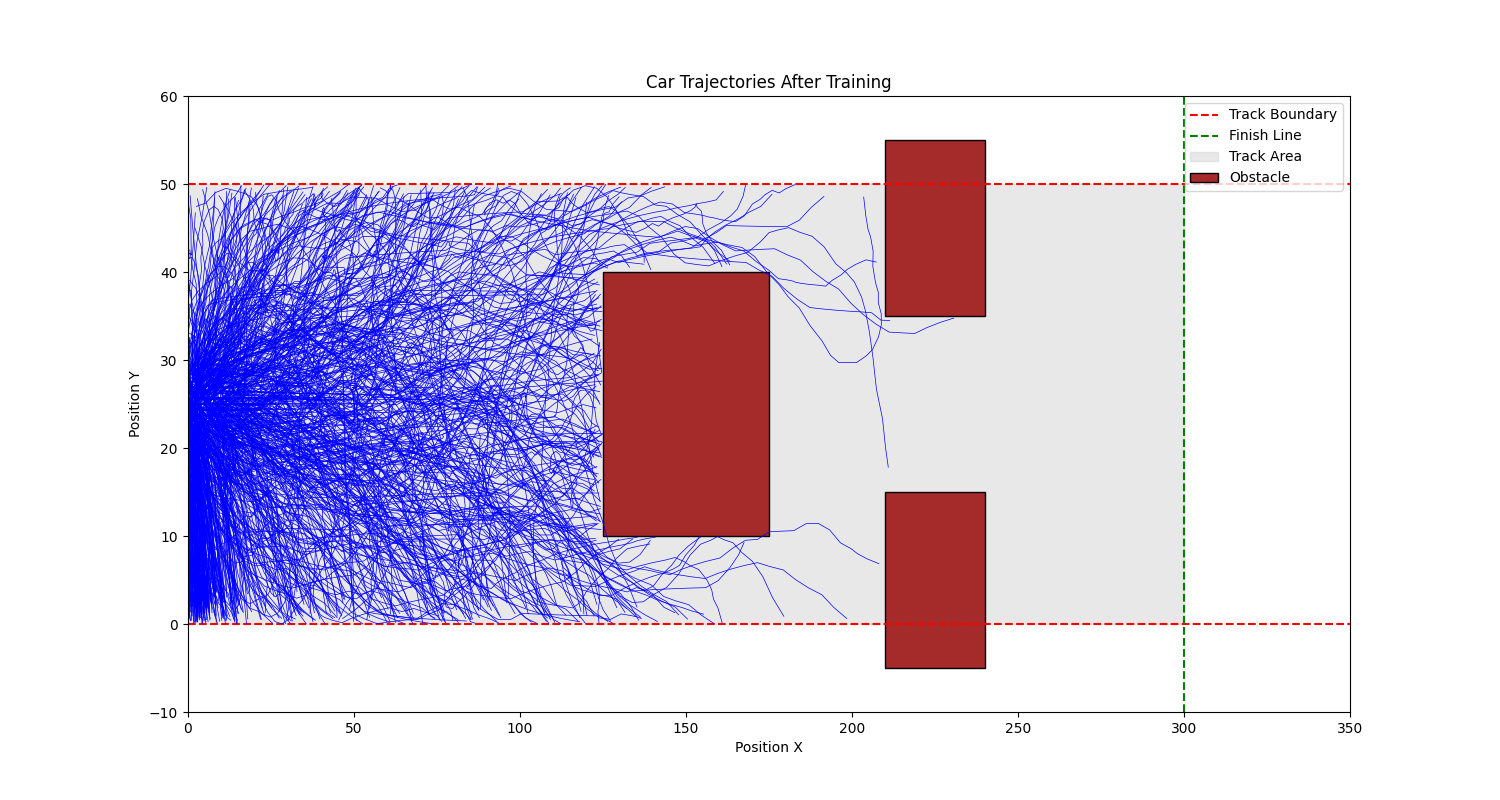 Car Trajectories After Training
60
50
40
30
20
10
0
−10
Position Y
0
50
100
150
200
250
300
350
Position X
Track Boundary
Finish Line
Track Area
Obstacle